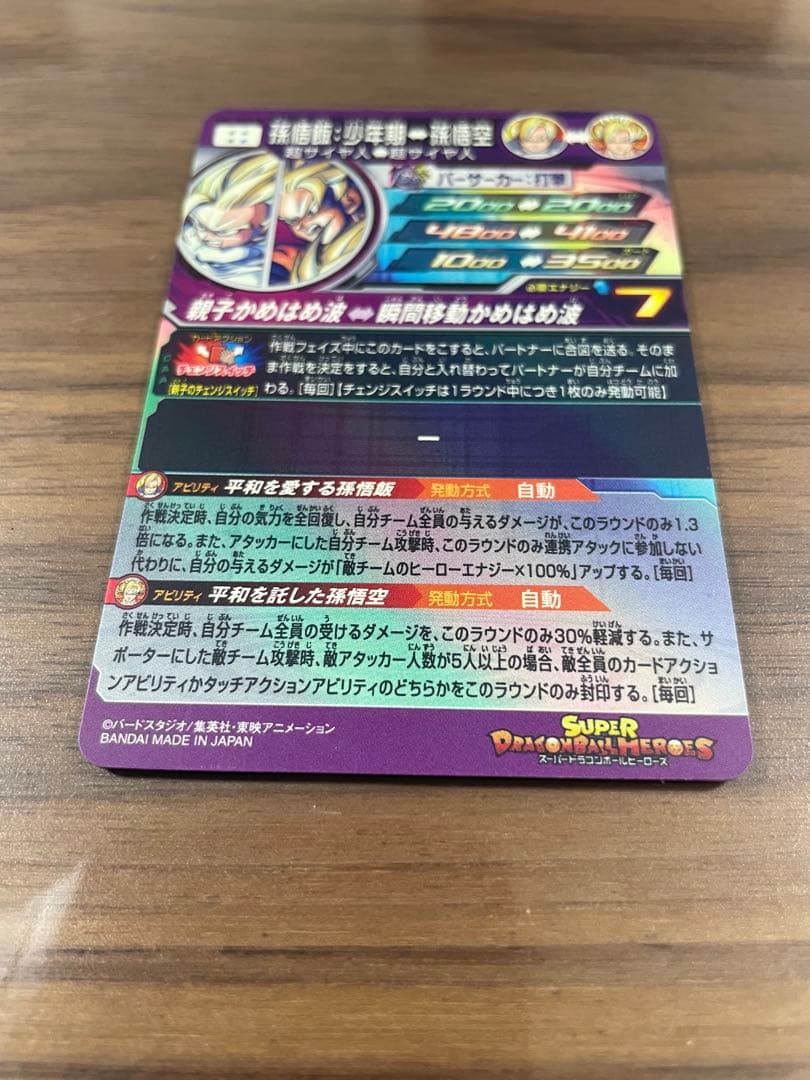 孫悟飯:少年期⇔孫悟空
超サイヤ人⇔超サイヤ人
バーサーカー:打撃
2000 ⇔ 2000
4800 ⇔ 4100
1000 ⇔ 3500
必要エナジー 7
親子かめはめ波⇔瞬間移動かめはめ波
カードアクション
チェンジスイッチ
[親子のチェンジスイッチ]
作戦フェイズ中にこのカードをこすると、パートナーに合図を送る。そのま
ま作戦を決定をすると、自分と入れ替わってパートナーが自分チームに加
わる。[毎回]【チェンジスイッチは1ラウンド中につき1枚のみ発動可能】
ー
アビリティ 平和を愛する孫悟飯 発動方式 自動
作戦決定時、自分の気力を全回復し、自分チーム全員の与えるダメージが、このラウンドのみ1.3
倍になる。また、アタッカーにした自分チーム攻撃時、このラウンドのみ連携アタックに参加しない
代わりに、自分の与えるダメージが「敵チームのヒーローエナジー×100%」アップする。[毎回]
アビリティ 平和を託した孫悟空 発動方式 自動
作戦決定時、自分チーム全員の受けるダメージを、このラウンドのみ30%軽減する。また、サ
ポーターにした敵チーム攻撃時、敵アタッカー人数が5人以上の場合、敵全員のカードアクショ
ンアビリティかタッチアクションアビリティのどちらかをこのラウンドのみ封印する。[毎回]
©バードスタジオ/集英社・東映アニメーション
BANDAI MADE IN JAPAN
SUPER
DRAGONBALL HEROES
スーパードラゴンボールヒーローズ